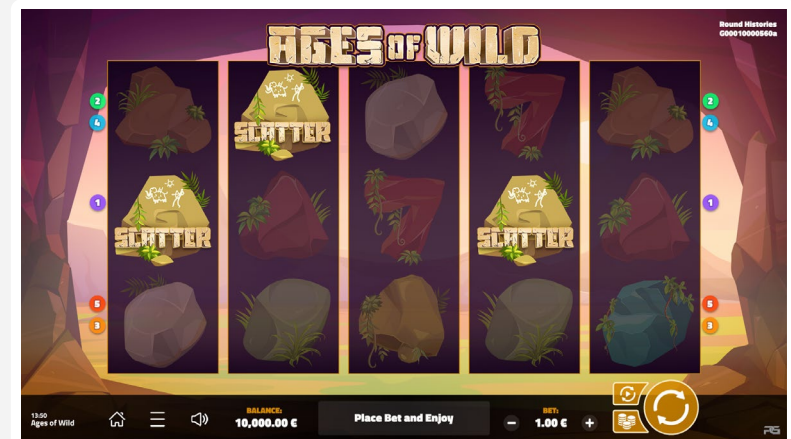 Round Histories
G00010000560a
AGES OF WILD
2
2
4
4
SCATTER
1
1
SCATTER
SCATTER
5
5
3
3
13:50
Ages of Wild
BALANCE:
10,000.00 €
Place Bet and Enjoy
BET:
1.00 €